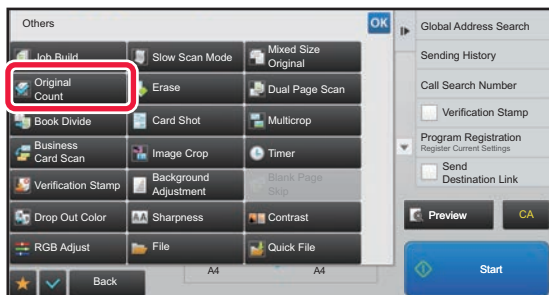 Others
OK
Job Build
Slow Scan Mode
Mixed Size
Original
Original
Count
Erase
Dual Page Scan
Book Divide
Card Shot
Multicrop
Business
Card Scan
Image Crop
Timer
Verification Stamp
Background
Adjustment
Blank Page
Skip
Drop Out Color
AA Sharpness
Contrast
RGB Adjust
File
Quick File
Back
A4
A4
Global Address Search
Sending History
Call Search Number
Verification Stamp
Program Registration
Register Current Settings
Send
Destination Link
Preview
CA
Start